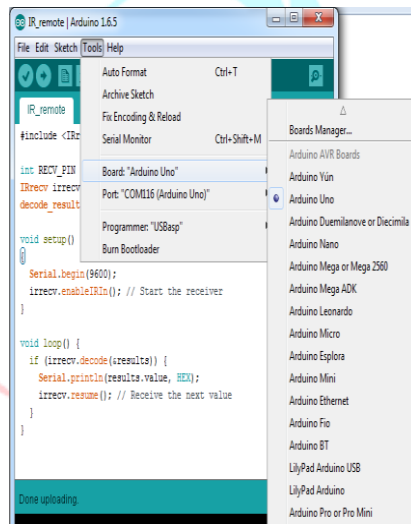 IR_remote | Arduino 1.6.5
File Edit Sketch Tools Help
IR_remote
Auto Format Ctrl+T
Archive Sketch
Fix Encoding & Reload
Serial Monitor Ctrl+Shift+M
Board: "Arduino Uno"
Port: "COM116 (Arduino Uno)"
Programmer: "USBasp"
Burn Bootloader
Boards Manager...
Arduino AVR Boards
Arduino Yún
Arduino Uno
Arduino Duemilanove or Diecimila
Arduino Nano
Arduino Mega or Mega 2560
Arduino Mega ADK
Arduino Leonardo
Arduino Micro
Arduino Esplora
Arduino Mini
Arduino Ethernet
Arduino Fio
Arduino BT
LilyPad Arduino USB
LilyPad Arduino
Arduino Pro or Pro Mini
#include <IRr
int RECV_PIN
IRrecv irrecv
decode_result
void setup()
{
Serial.begin(9600);
irrecv.enableIRIn(); // Start the receiver
}
void loop() {
if (irrecv.decode(&results)) {
Serial.println(results.value, HEX);
irrecv.resume(); // Receive the next value
}
}
Done uploading.